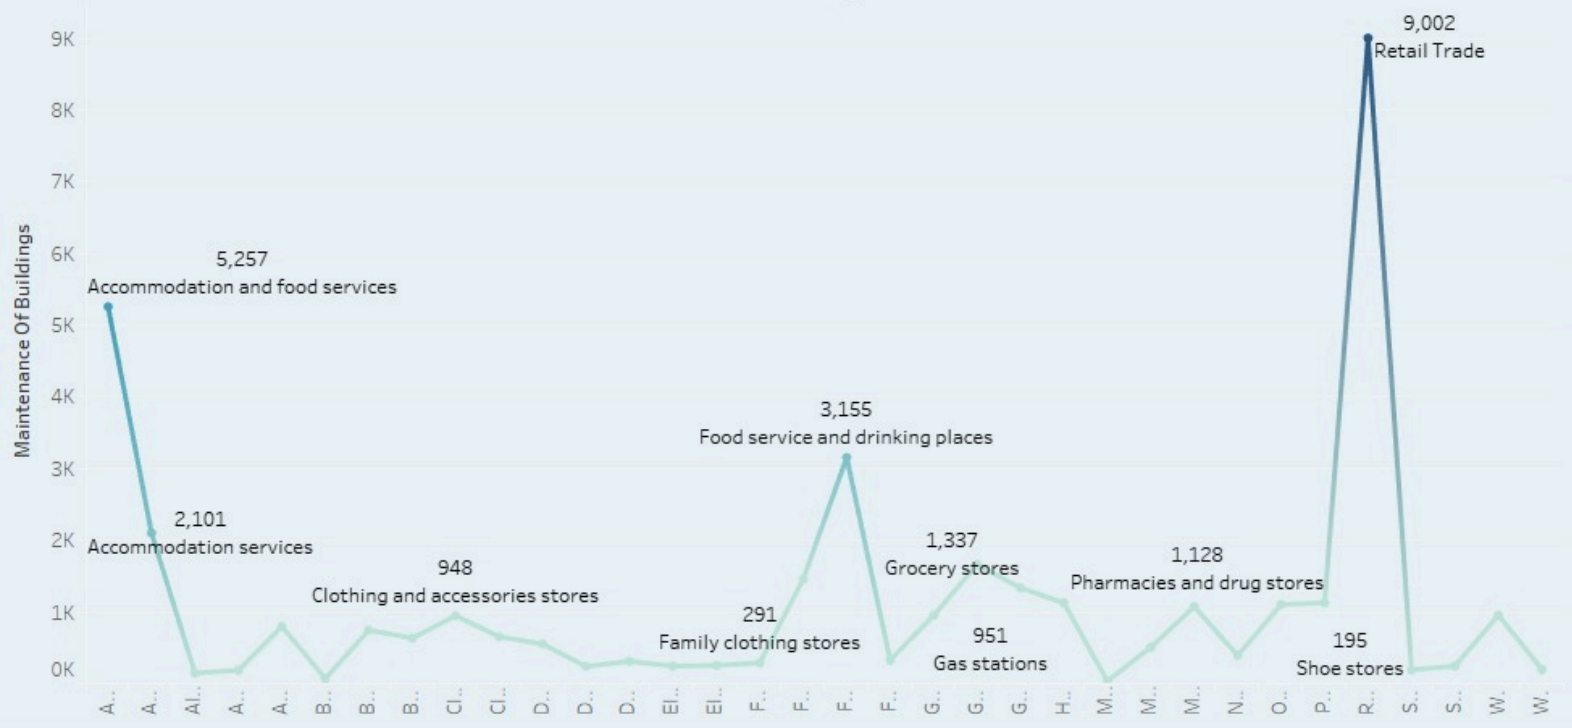 Maintenance Of Buildings
9K
8K
7K
6K
5K
4K
3K
2K
1K
0K
9,002
Retail Trade
5,257
Accommodation and food services
3,155
Food service and drinking places
2,101
Accommodation services
948
Clothing and accessories stores
291
Family clothing stores
1,337
Grocery stores
951
Gas stations
1,128
Pharmacies and drug stores
195
Shoe stores
A..
A..
Al..
A..
A..
B..
B..
B..
Cl..
Cl..
D..
D..
D..
El..
El..
F..
F..
F..
F..
G..
G..
G..
H..
M..
M..
M..
N..
O..
P..
R..
S..
S..
W..
W..